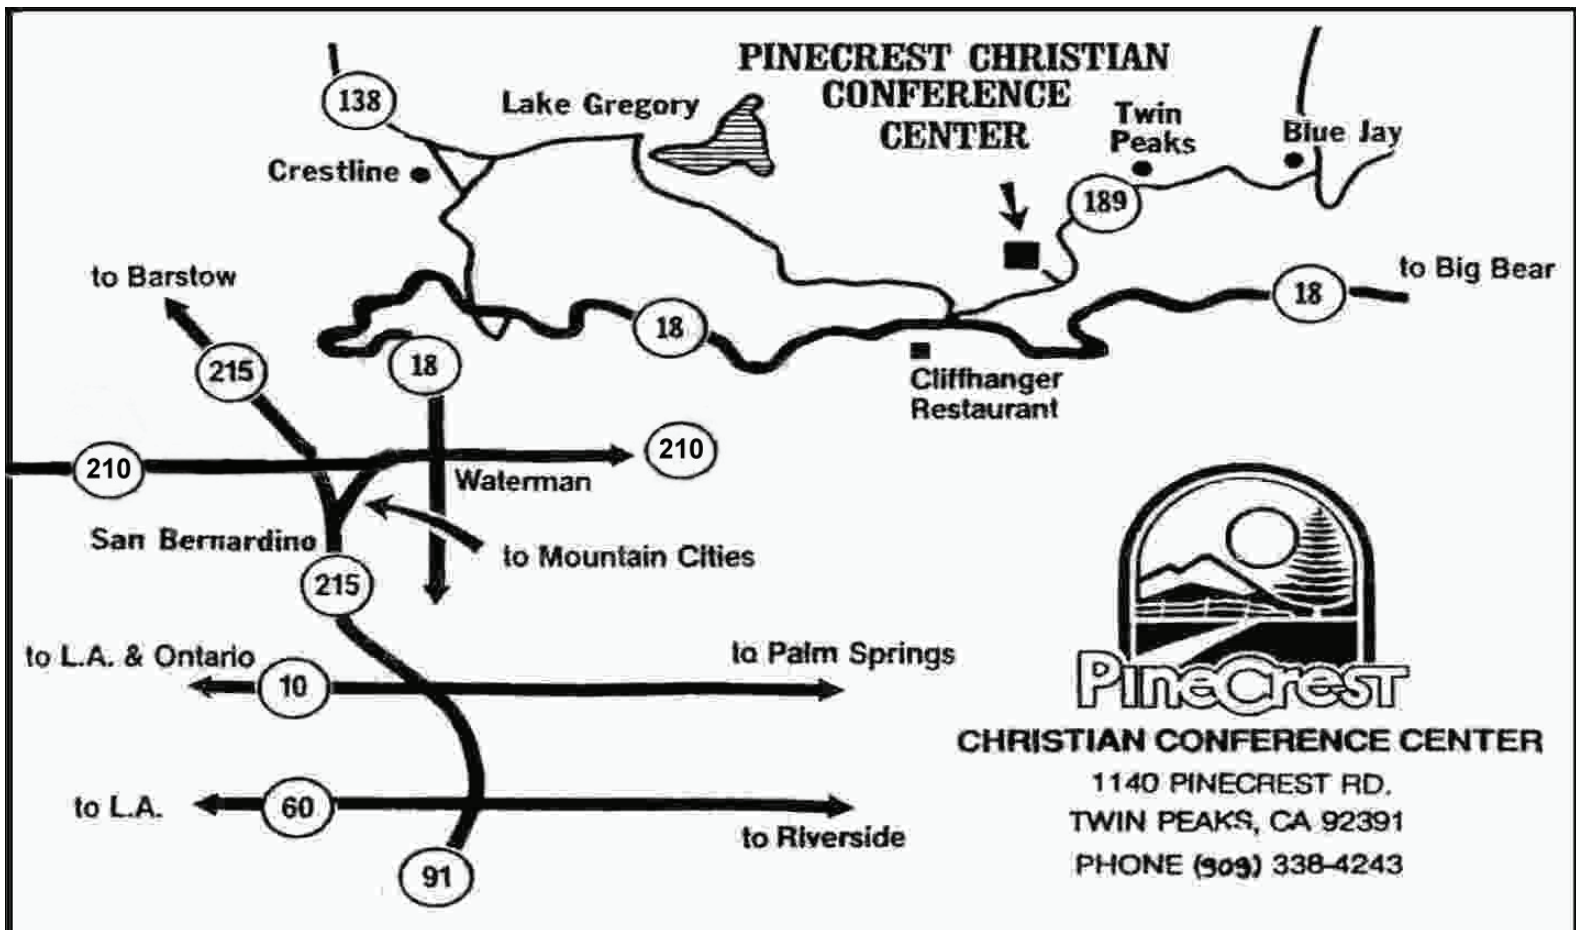 PINECREST CHRISTIAN
CONFERENCE
CENTER
138
Lake Gregory
Twin
Peaks
Blue Jay
Crestline
189
to Barstow
to Big Bear
18
18
215
18
Cliffhanger
Restaurant
210
210
Waterman
San Bernardino
to Mountain Cities
215
to L.A. & Ontario
10
to Palm Springs
to L.A.
60
to Riverside
91
PINECREST
CHRISTIAN CONFERENCE CENTER
1140 PINECREST RD.
TWIN PEAKS, CA 92391
PHONE (909) 338-4243